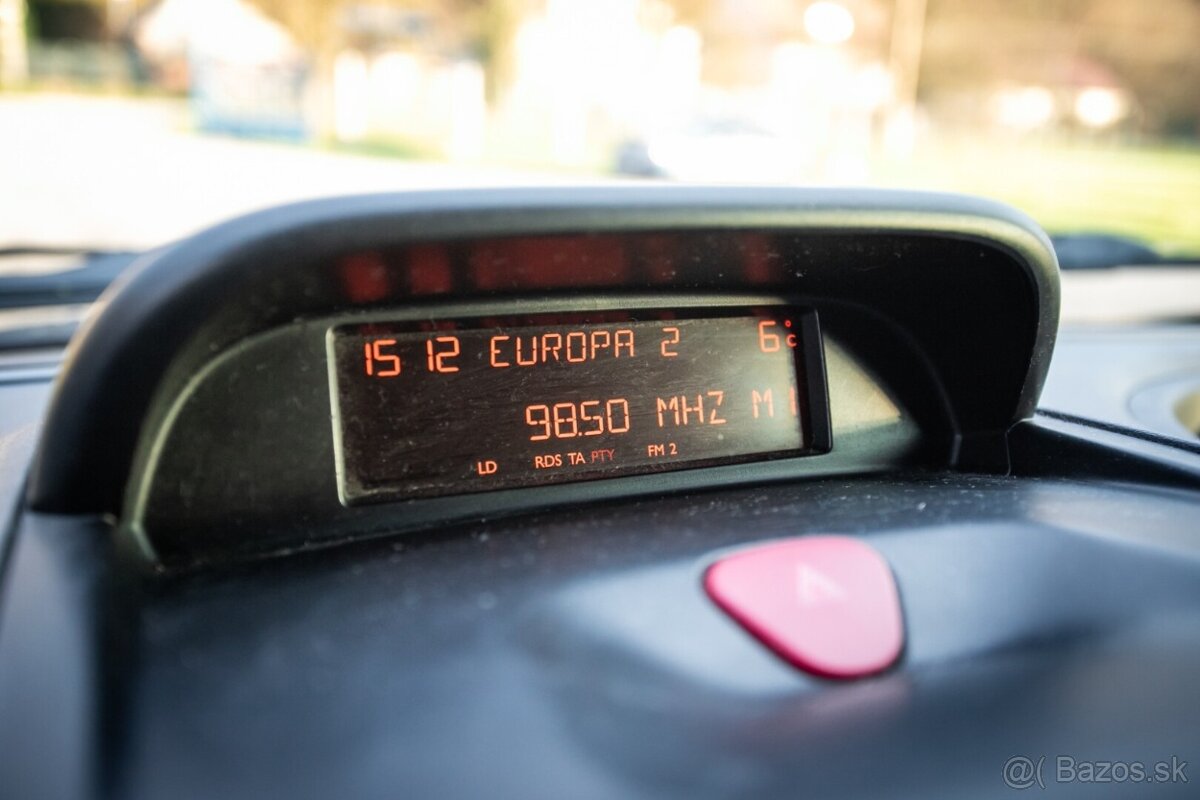 15 12 EUROPA 2 6°C
98.50 MHZ M 1
LD RDS TA PTY FM 2
@( Bazos.sk